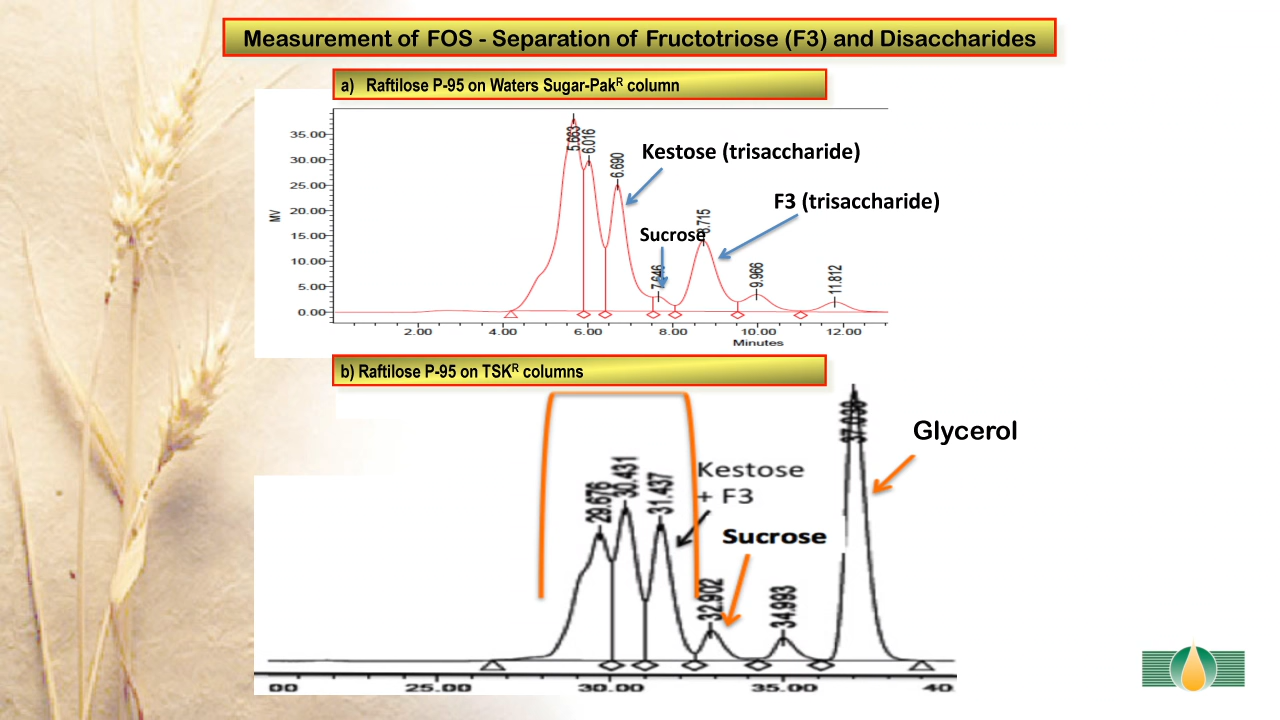 Measurement of FOS - Separation of Fructotriose (F3) and Disaccharides
a) Raftilose P-95 on Waters Sugar-Pakᴿ column
35.00
30.00
25.00
20.00
15.00
10.00
5.00
0.00
MV
5.663
6.016
6.690
7.646
8.715
9.966
11.812
Kestose (trisaccharide)
F3 (trisaccharide)
Sucrose
2.00 4.00 6.00 8.00 10.00 12.00
Minutes
b) Raftilose P-95 on TSKᴿ columns
29.676
30.431
31.437
32.902
34.993
37.038
Glycerol
Kestose
+ F3
Sucrose
00 25.00 30.00 35.00 40.